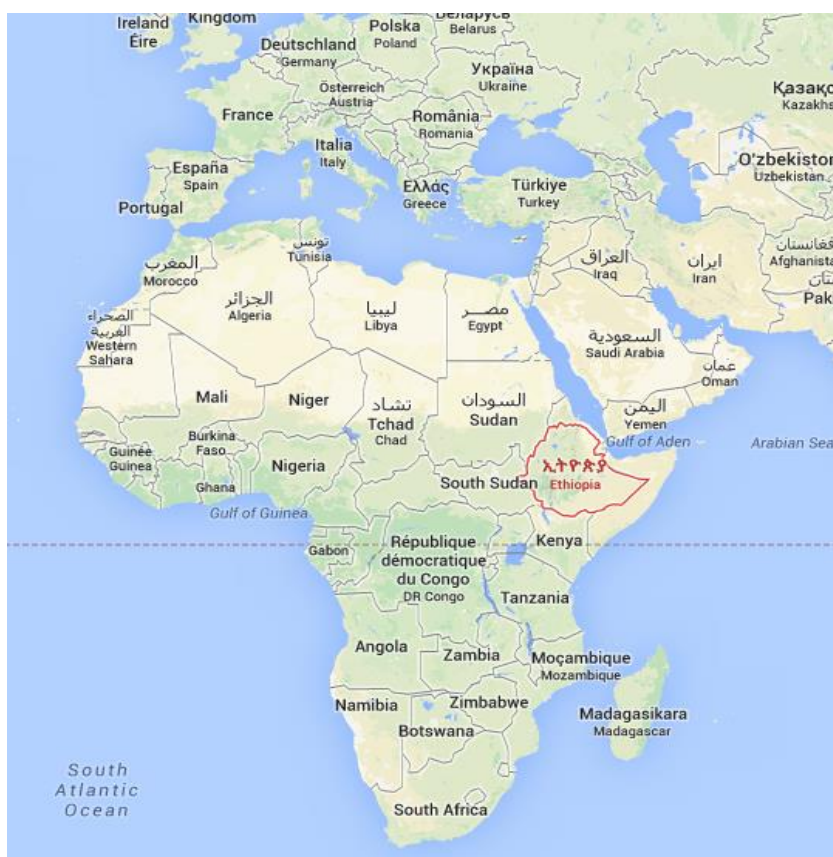 Ireland
Éire
Kingdom
Polska
Poland
Беларусь
Belarus
Deutschland
Germany
Україна
Ukraine
Österreich
Austria
France
România
Romania
Italia
Italy
España
Spain
Portugal
Ελλάς
Greece
Türkiye
Turkey
Қазақс
Kazakhs
O'zbekiston
Uzbekistan
افغانستان
Afghanista
Pak
ایران
Iran
العراق
Iraq
تونس
Tunisia
المغرب
Morocco
الجزائر
Algeria
ليبيا
Libya
مصر
Egypt
السعودية
Saudi Arabia
عمان
Oman
اليمن
Yemen
الصحراء
الغربية
Western
Sahara
Mali
Niger
تشاد
Tchad
Chad
السودان
Sudan
Gulf of Aden
Arabian Sea
Guinée
Guinea
Burkina
Faso
Ghana
Nigeria
South Sudan
ኢትዮጵያ
Ethiopia
Gulf of Guinea
Gabon
République
démocratique
du Congo
DR Congo
Kenya
Tanzania
Angola
Zambia
Moçambique
Mozambique
Namibia
Zimbabwe
Botswana
Madagasikara
Madagascar
South Africa
South
Atlantic
Ocean